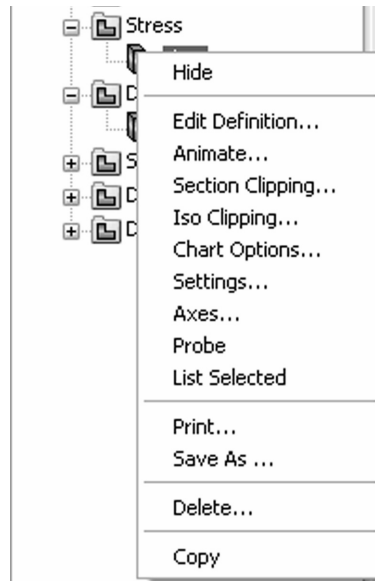 Stress
Hide
D
Edit Definition...
Animate...
S
Section Clipping...
D
Iso Clipping...
D
Chart Options...
Settings...
Axes...
Probe
List Selected
Print...
Save As ...
Delete...
Copy